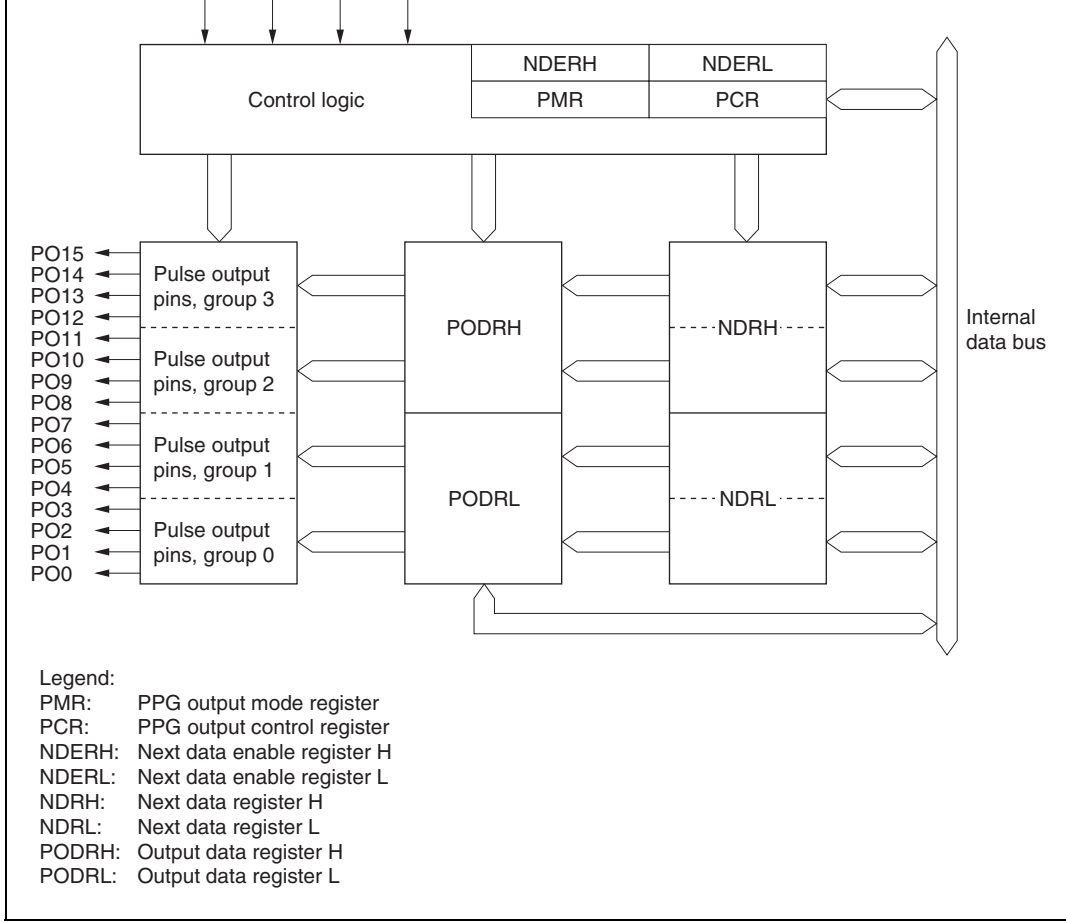 NDERH NDERL
Control logic PMR PCR
PO15
PO14
PO13
PO12
PO11
PO10
PO9
PO8
PO7
PO6
PO5
PO4
PO3
PO2
PO1
PO0
Pulse output
pins, group 3
Pulse output
pins, group 2
Pulse output
pins, group 1
Pulse output
pins, group 0
PODRH
PODRL
NDRH
NDRL
Internal
data bus
Legend:
PMR: PPG output mode register
PCR: PPG output control register
NDERH: Next data enable register H
NDERL: Next data enable register L
NDRH: Next data register H
NDRL: Next data register L
PODRH: Output data register H
PODRL: Output data register L